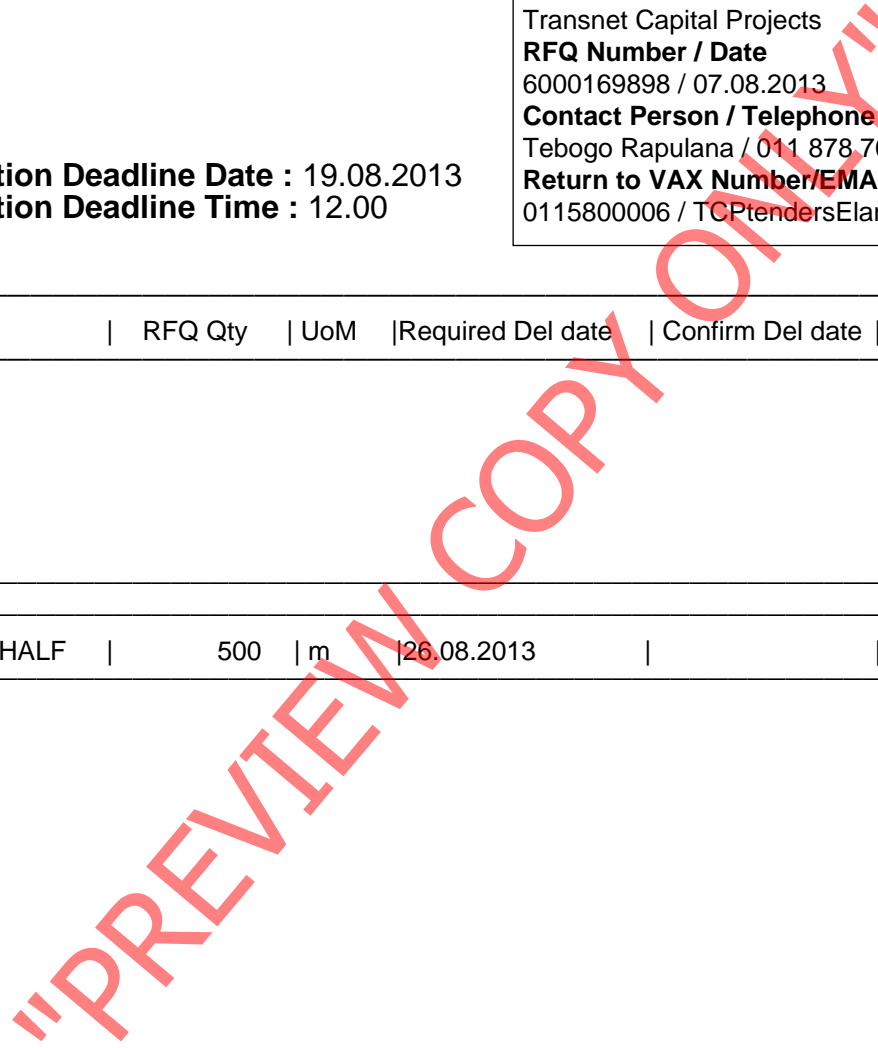 Transnet Capital Projects
RFQ Number / Date
6000169898 / 07.08.2013
Contact Person / Telephone
Tebogo Rapulana / 011 878
Return to VAX Number/EMA
0115800006 / TCPtendersElan
tion Deadline Date : 19.08.2013
tion Deadline Time : 12.00
| RFQ Qty | UoM |Required Del date | Confirm Del date |
HALF | 500 | m |26.08.2013 | |
"PREVIEW COPY ONLY"